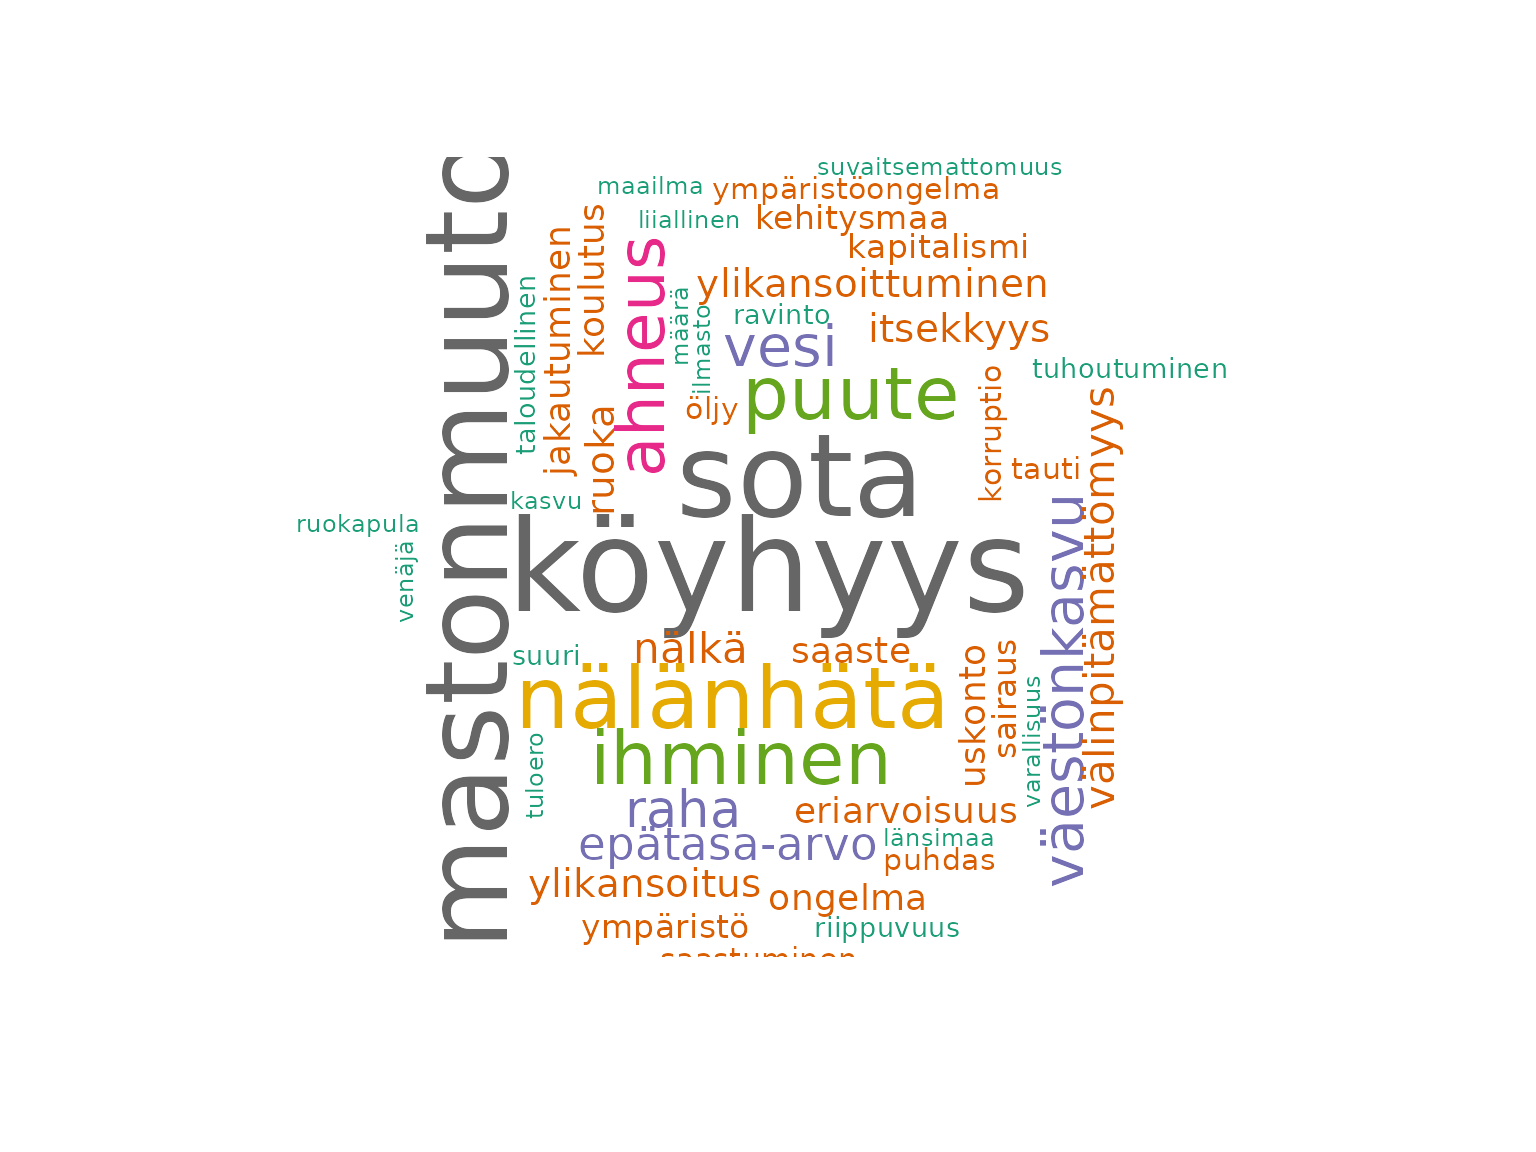 suvaitsemattomuus
maailma
ympäristöongelma
liiallinen
kehitysmaa
kapitalismi
koulutus
jakautuminen
taloudellinen
ahneus
määrä
ilmasto
ylikansoittuminen
ravinto
itsekkyys
vesi
tuhoutuminen
puute
öljy
korruptio
ruoka
tauti
sota
välinpitämättömyys
väestönkasvu
kasvu
ruokapula
venäjä
mastonmuuto
köyhyys
nälkä
saaste
suuri
nälänhätä
uskonto
sairaus
varallisuus
ihminen
tuloero
raha
eriarvoisuus
epätasa-arvo
länsimaa
puhdas
ylikansoitus
ongelma
ympäristö
riippuvuus
saastuminen